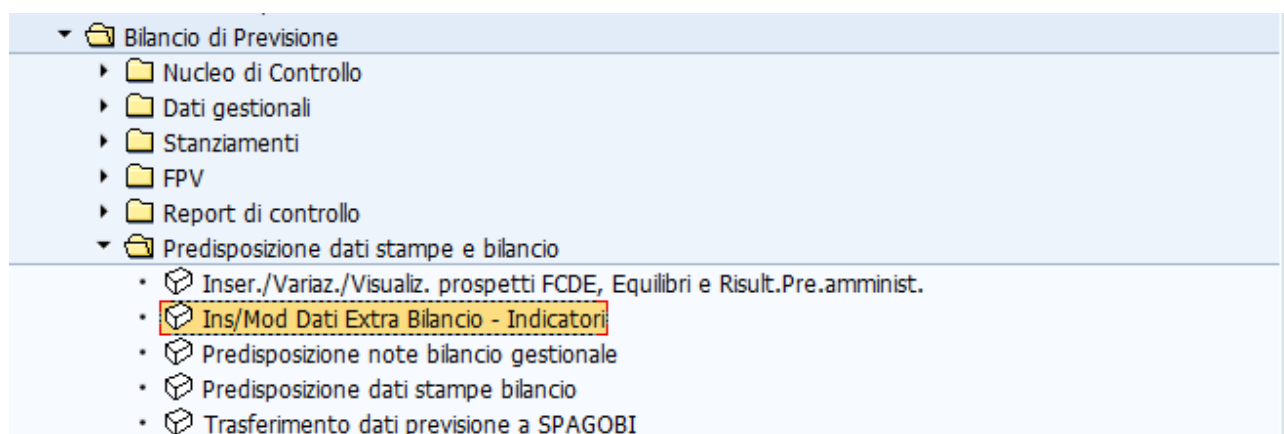 Bilancio di Previsione
Nucleo di Controllo
Dati gestionali
Stanziamenti
FPV
Report di controllo
Predisposizione dati stampe e bilancio
Inser./Variaz./Visualiz. prospetti FCDE, Equilibri e Risult.Pre.amminist.
Ins/Mod Dati Extra Bilancio - Indicatori
Predisposizione note bilancio gestionale
Predisposizione dati stampe bilancio
Trasferimento dati previsione a SPAGOBI